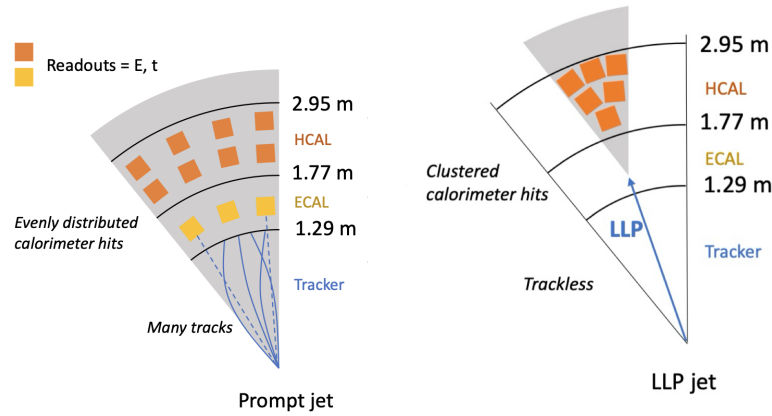 Readouts = E, t
2.95 m
HCAL
1.77 m
ECAL
1.29 m
Evenly distributed
calorimeter hits
Tracker
Many tracks
Prompt jet
2.95 m
HCAL
1.77 m
ECAL
Clustered
calorimeter hits
1.29 m
LLP
Tracker
Trackless
LLP jet